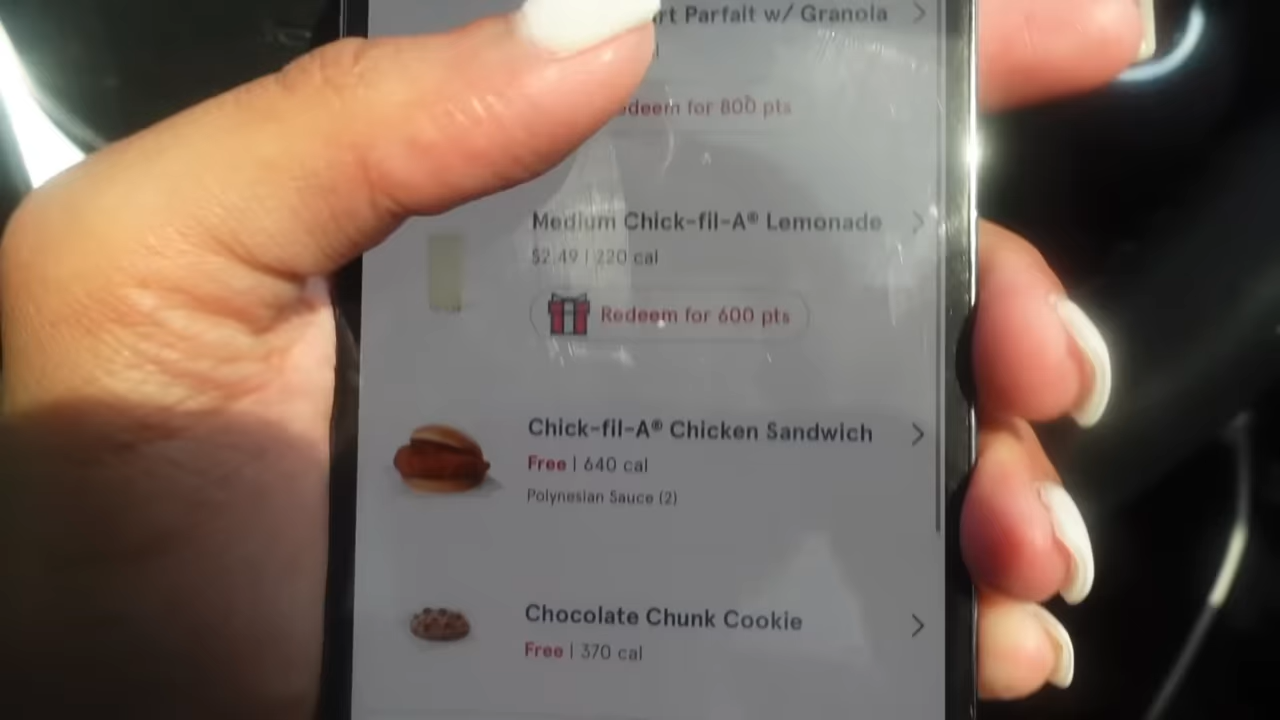 Parfait w/ Granola
for 800 pts
Medium Chick-fil-A® Lemonade
$2.49 | 220 cal
Redeem for 600 pts
Chick-fil-A® Chicken Sandwich
Free | 640 cal
Polynesian Sauce (2)
Chocolate Chunk Cookie
Free | 370 cal